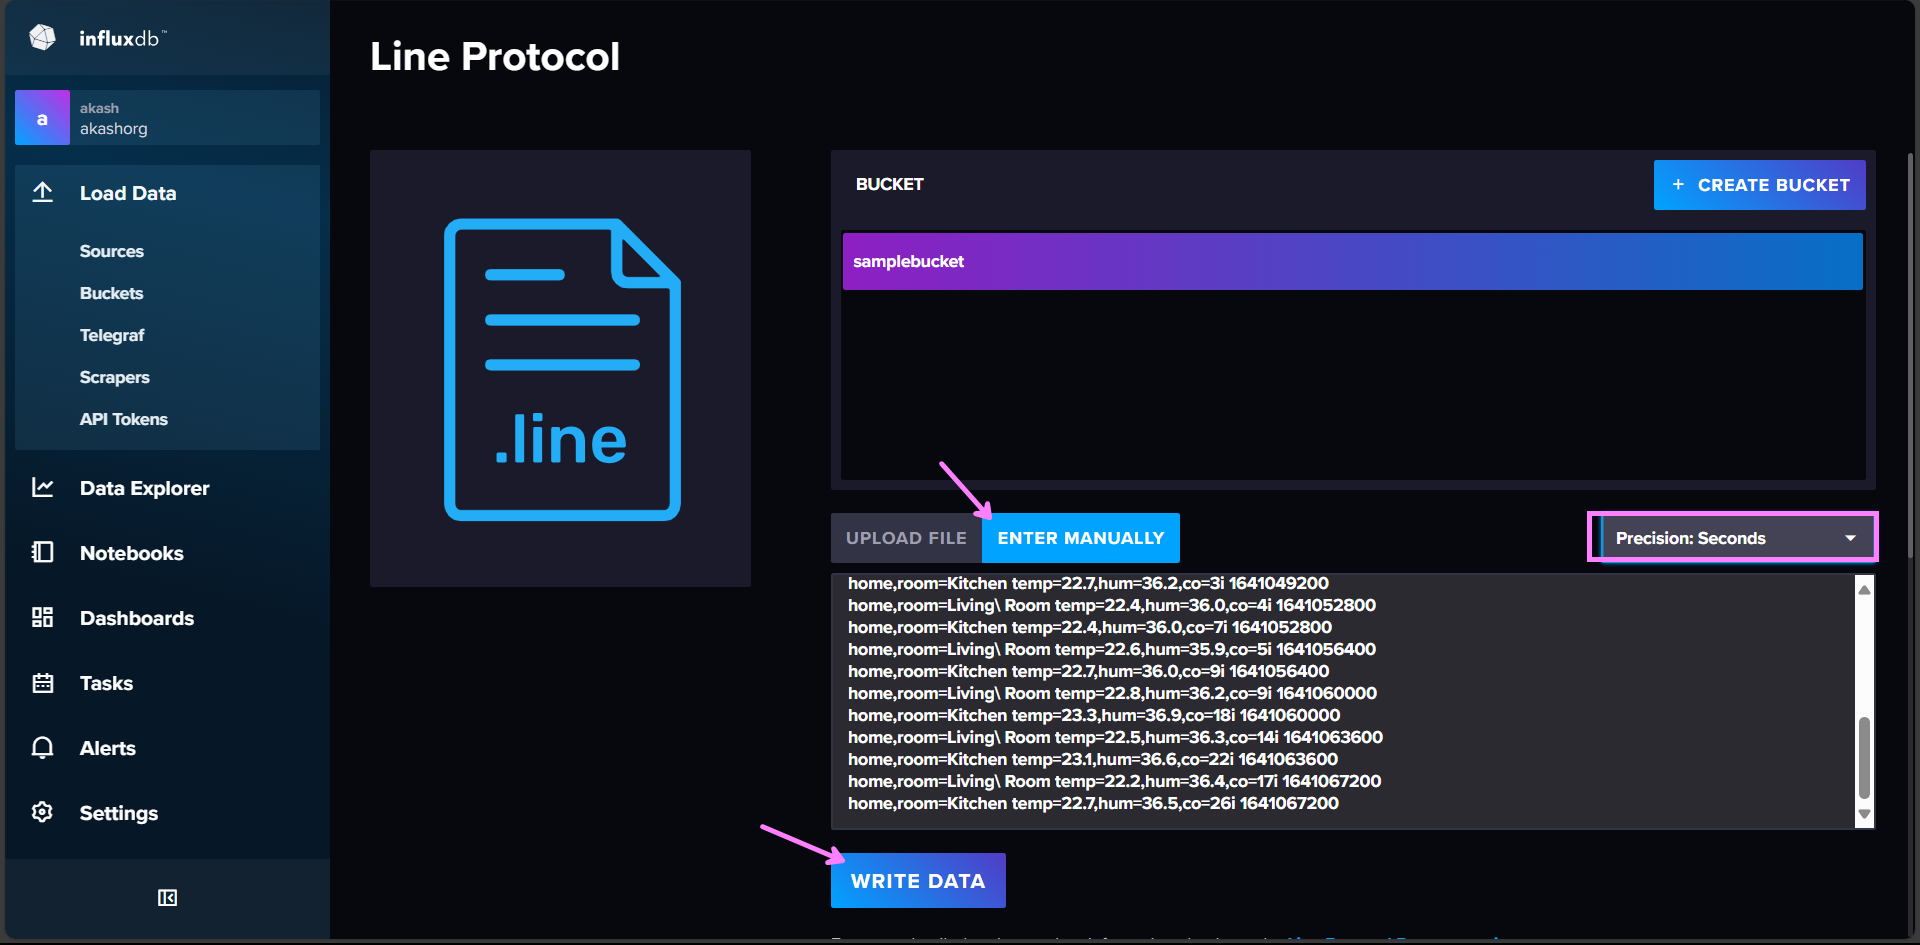 influxdb™
a
akash
akashorg
Load Data
Sources
Buckets
Telegraf
Scrapers
API Tokens
Data Explorer
Notebooks
Dashboards
Tasks
Alerts
Settings
Line Protocol
.line
BUCKET
+ CREATE BUCKET
samplebucket
UPLOAD FILE
ENTER MANUALLY
Precision: Seconds
home,room=Kitchen temp=22.7,hum=36.2,co=3i 1641049200
home,room=Living\ Room temp=22.4,hum=36.0,co=4i 1641052800
home,room=Kitchen temp=22.4,hum=36.0,co=7i 1641052800
home,room=Living\ Room temp=22.6,hum=35.9,co=5i 1641056400
home,room=Kitchen temp=22.7,hum=36.0,co=9i 1641056400
home,room=Living\ Room temp=22.8,hum=36.2,co=9i 1641060000
home,room=Kitchen temp=23.3,hum=36.9,co=18i 1641060000
home,room=Living\ Room temp=22.5,hum=36.3,co=14i 1641063600
home,room=Kitchen temp=23.1,hum=36.6,co=22i 1641063600
home,room=Living\ Room temp=22.2,hum=36.4,co=17i 1641067200
home,room=Kitchen temp=22.7,hum=36.5,co=26i 1641067200
WRITE DATA